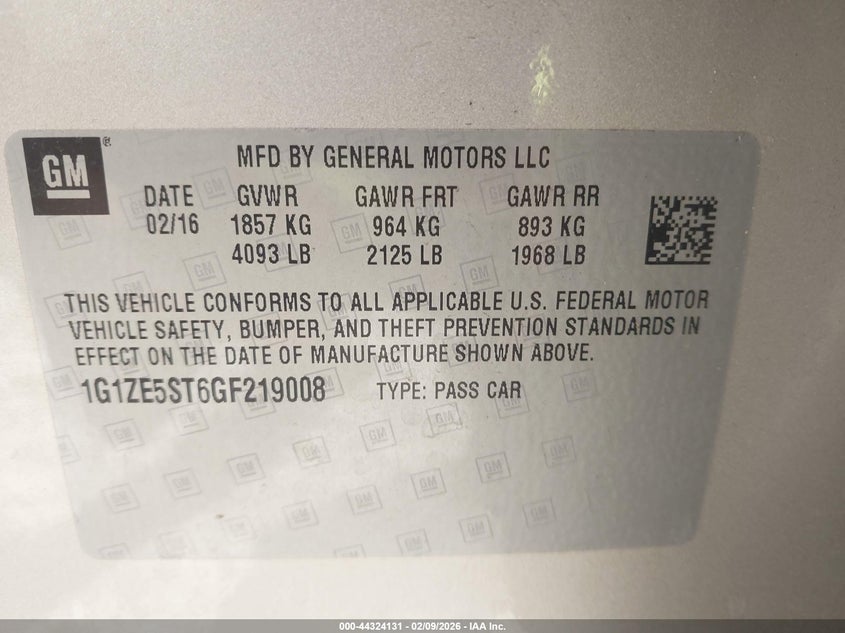 GM
MFD BY GENERAL MOTORS LLC
DATE GVWR GAWR FRT GAWR RR
02/16 1857 KG 964 KG 893 KG
4093 LB 2125 LB 1968 LB
THIS VEHICLE CONFORMS TO ALL APPLICABLE U.S. FEDERAL MOTOR
VEHICLE SAFETY, BUMPER, AND THEFT PREVENTION STANDARDS IN
EFFECT ON THE DATE OF MANUFACTURE SHOWN ABOVE.
1G1ZE5ST6GF219008 TYPE: PASS CAR
000-44324131 - 02/09/2026 - IAA Inc.